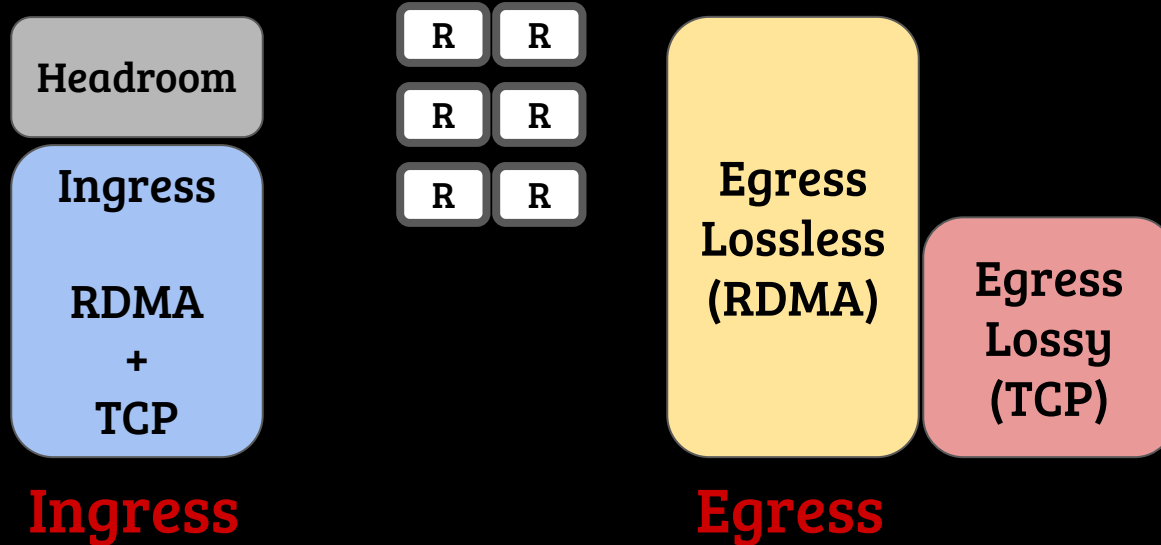 Headroom
Ingress
RDMA
+
TCP
Ingress
R R
R R
R R
Egress
Lossless
(RDMA)
Egress
Lossy
(TCP)
Egress